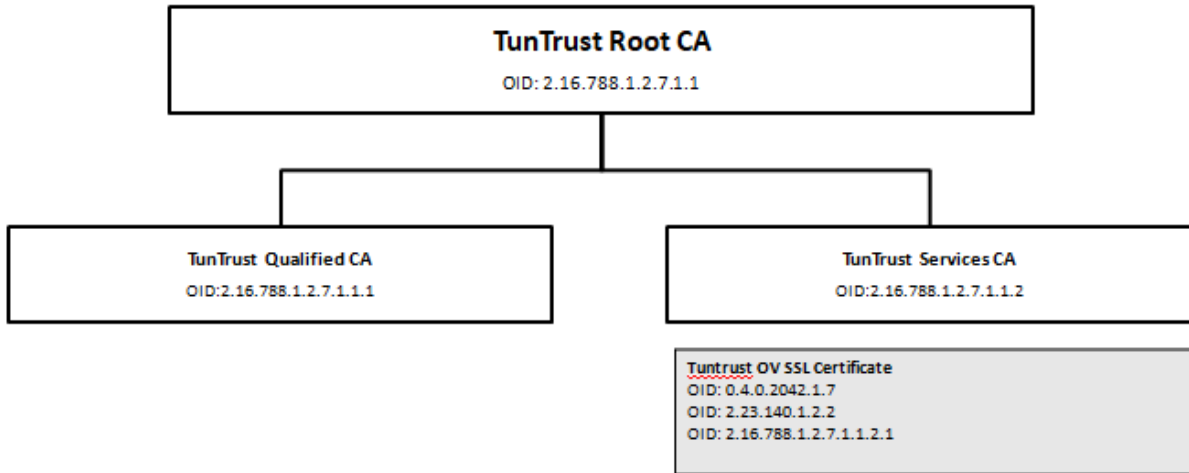 TunTrust Root CA
OID: 2.16.788.1.2.7.1.1
TunTrust Qualified CA
OID:2.16.788.1.2.7.1.1.1
TunTrust Services CA
OID:2.16.788.1.2.7.1.1.2
Tuntrust OV SSL Certificate
OID: 0.4.0.2042.1.7
OID: 2.23.140.1.2.2
OID: 2.16.788.1.2.7.1.1.2.1